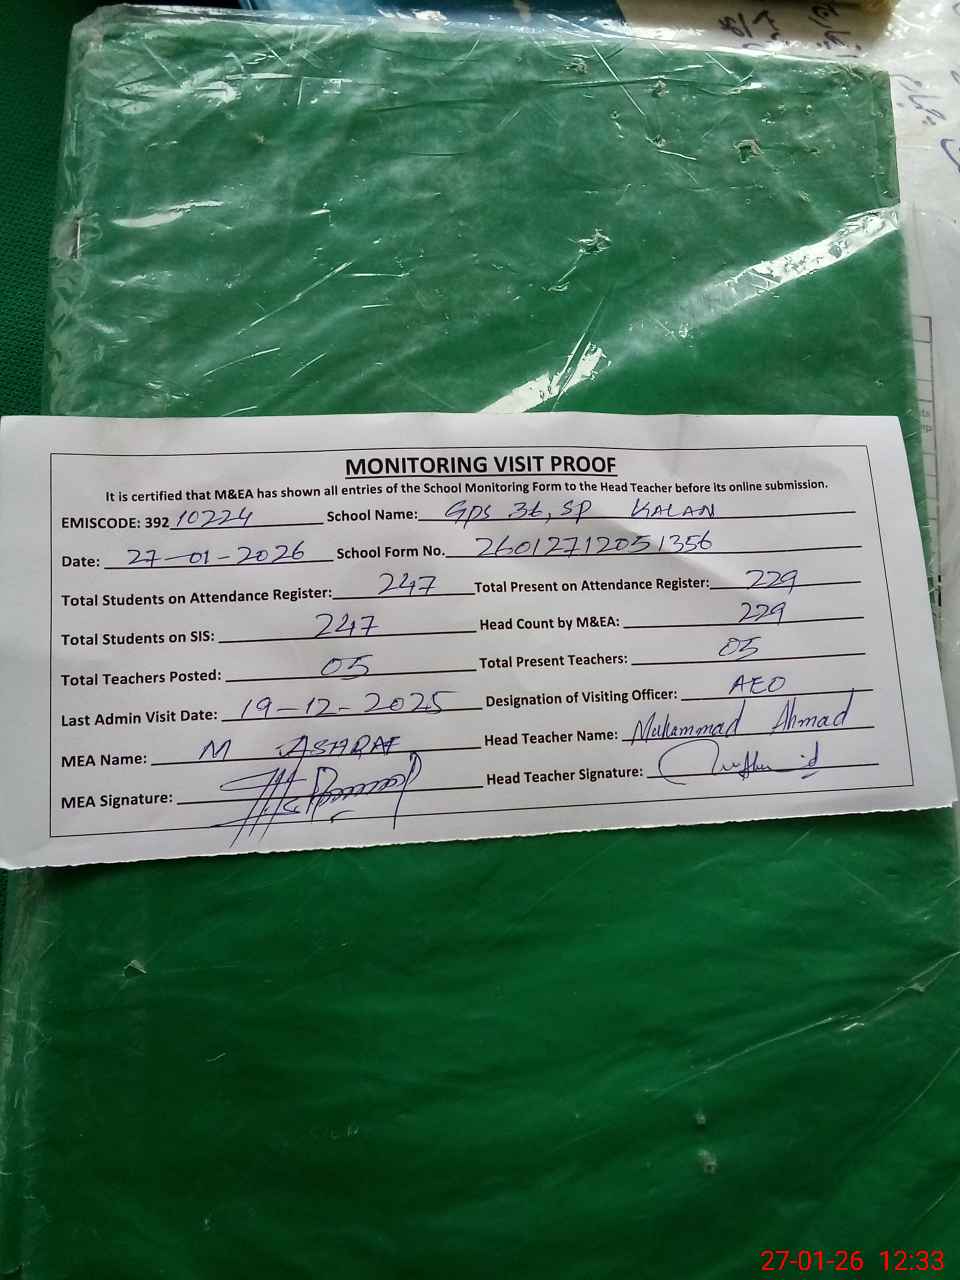 MONITORING VISIT PROOF
It is certified that M&EA has shown all entries of the School Monitoring Form to the Head Teacher before its online submission.
EMISCODE: 392 10224 School Name: Gps 3t, SP KALAN
Date: 27-01-2026 School Form No. 26012712051356
Total Students on Attendance Register: 247 Total Present on Attendance Register: 229
Total Students on SIS: 247 Head Count by M&EA: 229
Total Teachers Posted: 05 Total Present Teachers: 05
Last Admin Visit Date: 19-12-2025 Designation of Visiting Officer: AEO
MEA Name: M ASHRAF Head Teacher Name: Muhammad Ahmad
MEA Signature: Head Teacher Signature:
27-01-26 12:33